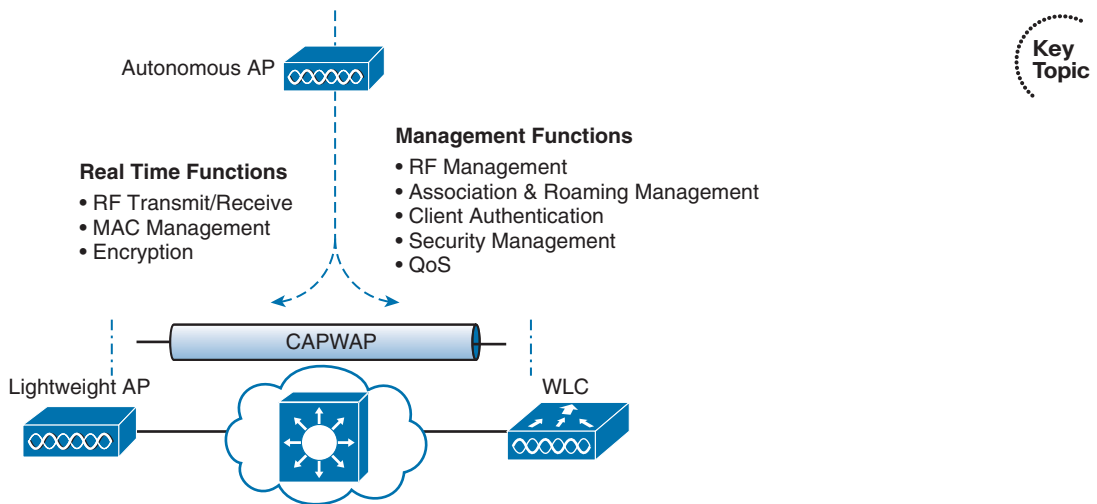 Key
Topic
Autonomous AP
Management Functions
• RF Management
• Association & Roaming Management
• Client Authentication
• Security Management
• QoS
Real Time Functions
• RF Transmit/Receive
• MAC Management
• Encryption
CAPWAP
Lightweight AP
WLC